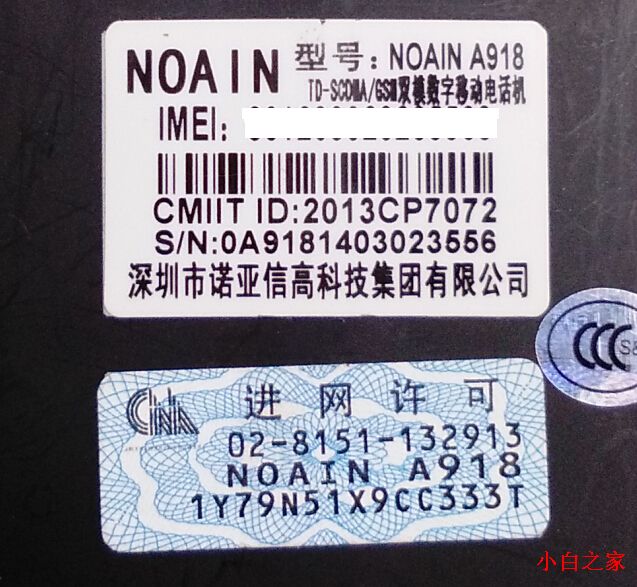 NOAIN 型号：NOAIN A918
TD-SCDMA/GSM双模数字移动电话机
IMEI:
CMIIT ID:2013CP7072
S/N:0A9181403023556
深圳市诺亚信高科技集团有限公司
CCC S&
进网许可
02-8151-132913
NOAIN A918
1Y79N51X9CC333T
小白之家